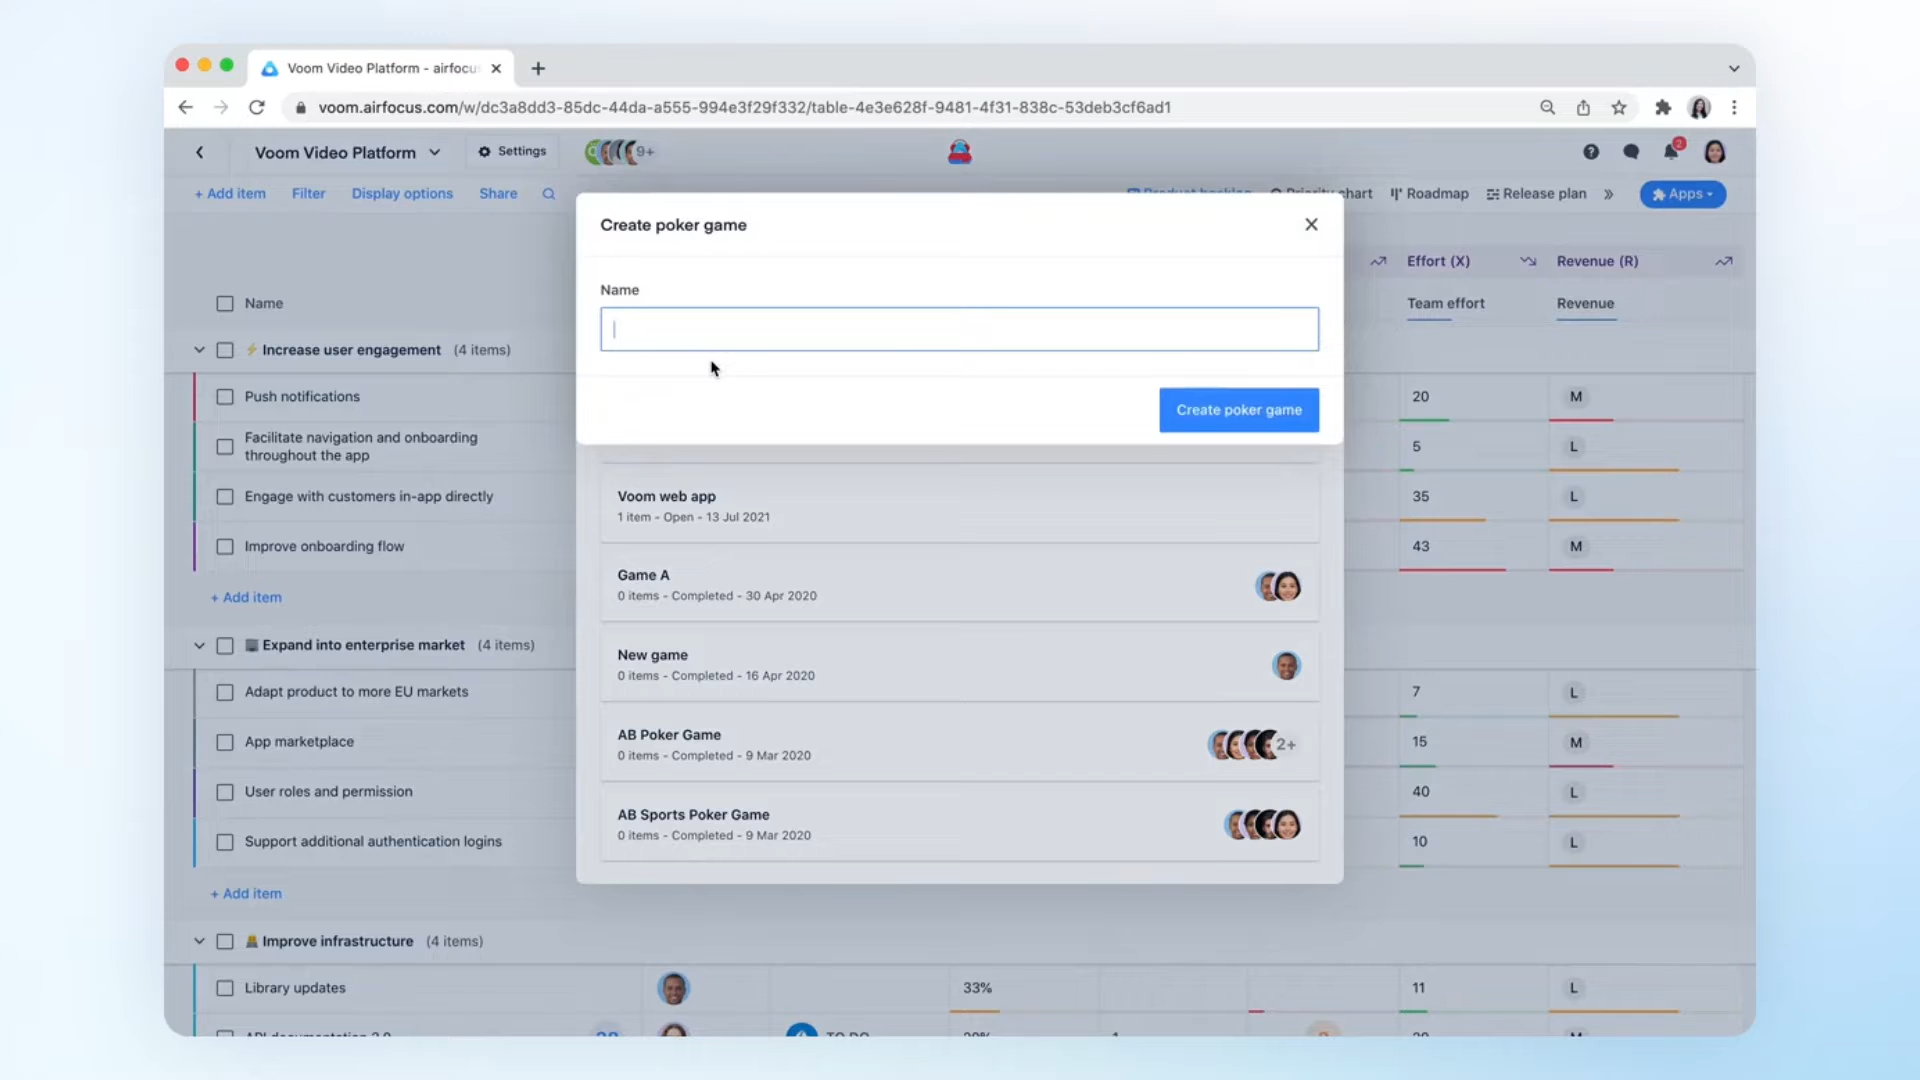 Voom Video Platform - airfocu
voom.airfocus.com/w/dc3a8dd3-85dc-44da-a555-994e3f29f332/table-4e3e628f-9481-4f31-838c-53deb3cf6ad1
Voom Video Platform
Settings
9+
2
+ Add item
Filter
Display options
Share
Product backlog
Priority chart
Roadmap
Release plan
Apps
Create poker game
Name
Create poker game
Effort (X)
Revenue (R)
Name
Team effort
Revenue
Increase user engagement (4 items)
Push notifications
20
M
Facilitate navigation and onboarding
throughout the app
5
L
Engage with customers in-app directly
35
L
Improve onboarding flow
43
M
+ Add item
Voom web app
1 item - Open - 13 Jul 2021
Game A
0 items - Completed - 30 Apr 2020
New game
0 items - Completed - 16 Apr 2020
AB Poker Game
0 items - Completed - 9 Mar 2020
2+
AB Sports Poker Game
0 items - Completed - 9 Mar 2020
Expand into enterprise market (4 items)
Adapt product to more EU markets
7
L
App marketplace
15
M
User roles and permission
40
L
Support additional authentication logins
10
L
+ Add item
Improve infrastructure (4 items)
Library updates
33%
11
L
TO DO